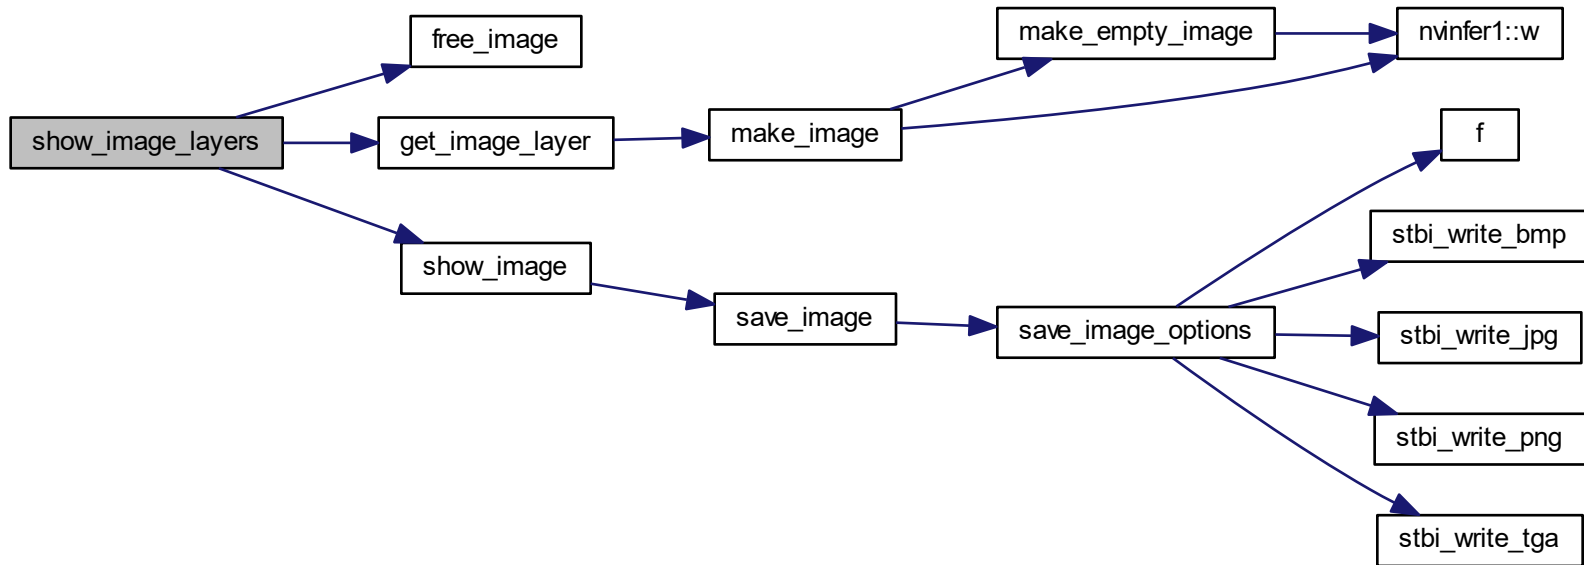 show_image_layers
free_image
get_image_layer
show_image
make_image
save_image
make_empty_image
save_image_options
nvinfer1::w
f
stbi_write_bmp
stbi_write_jpg
stbi_write_png
stbi_write_tga